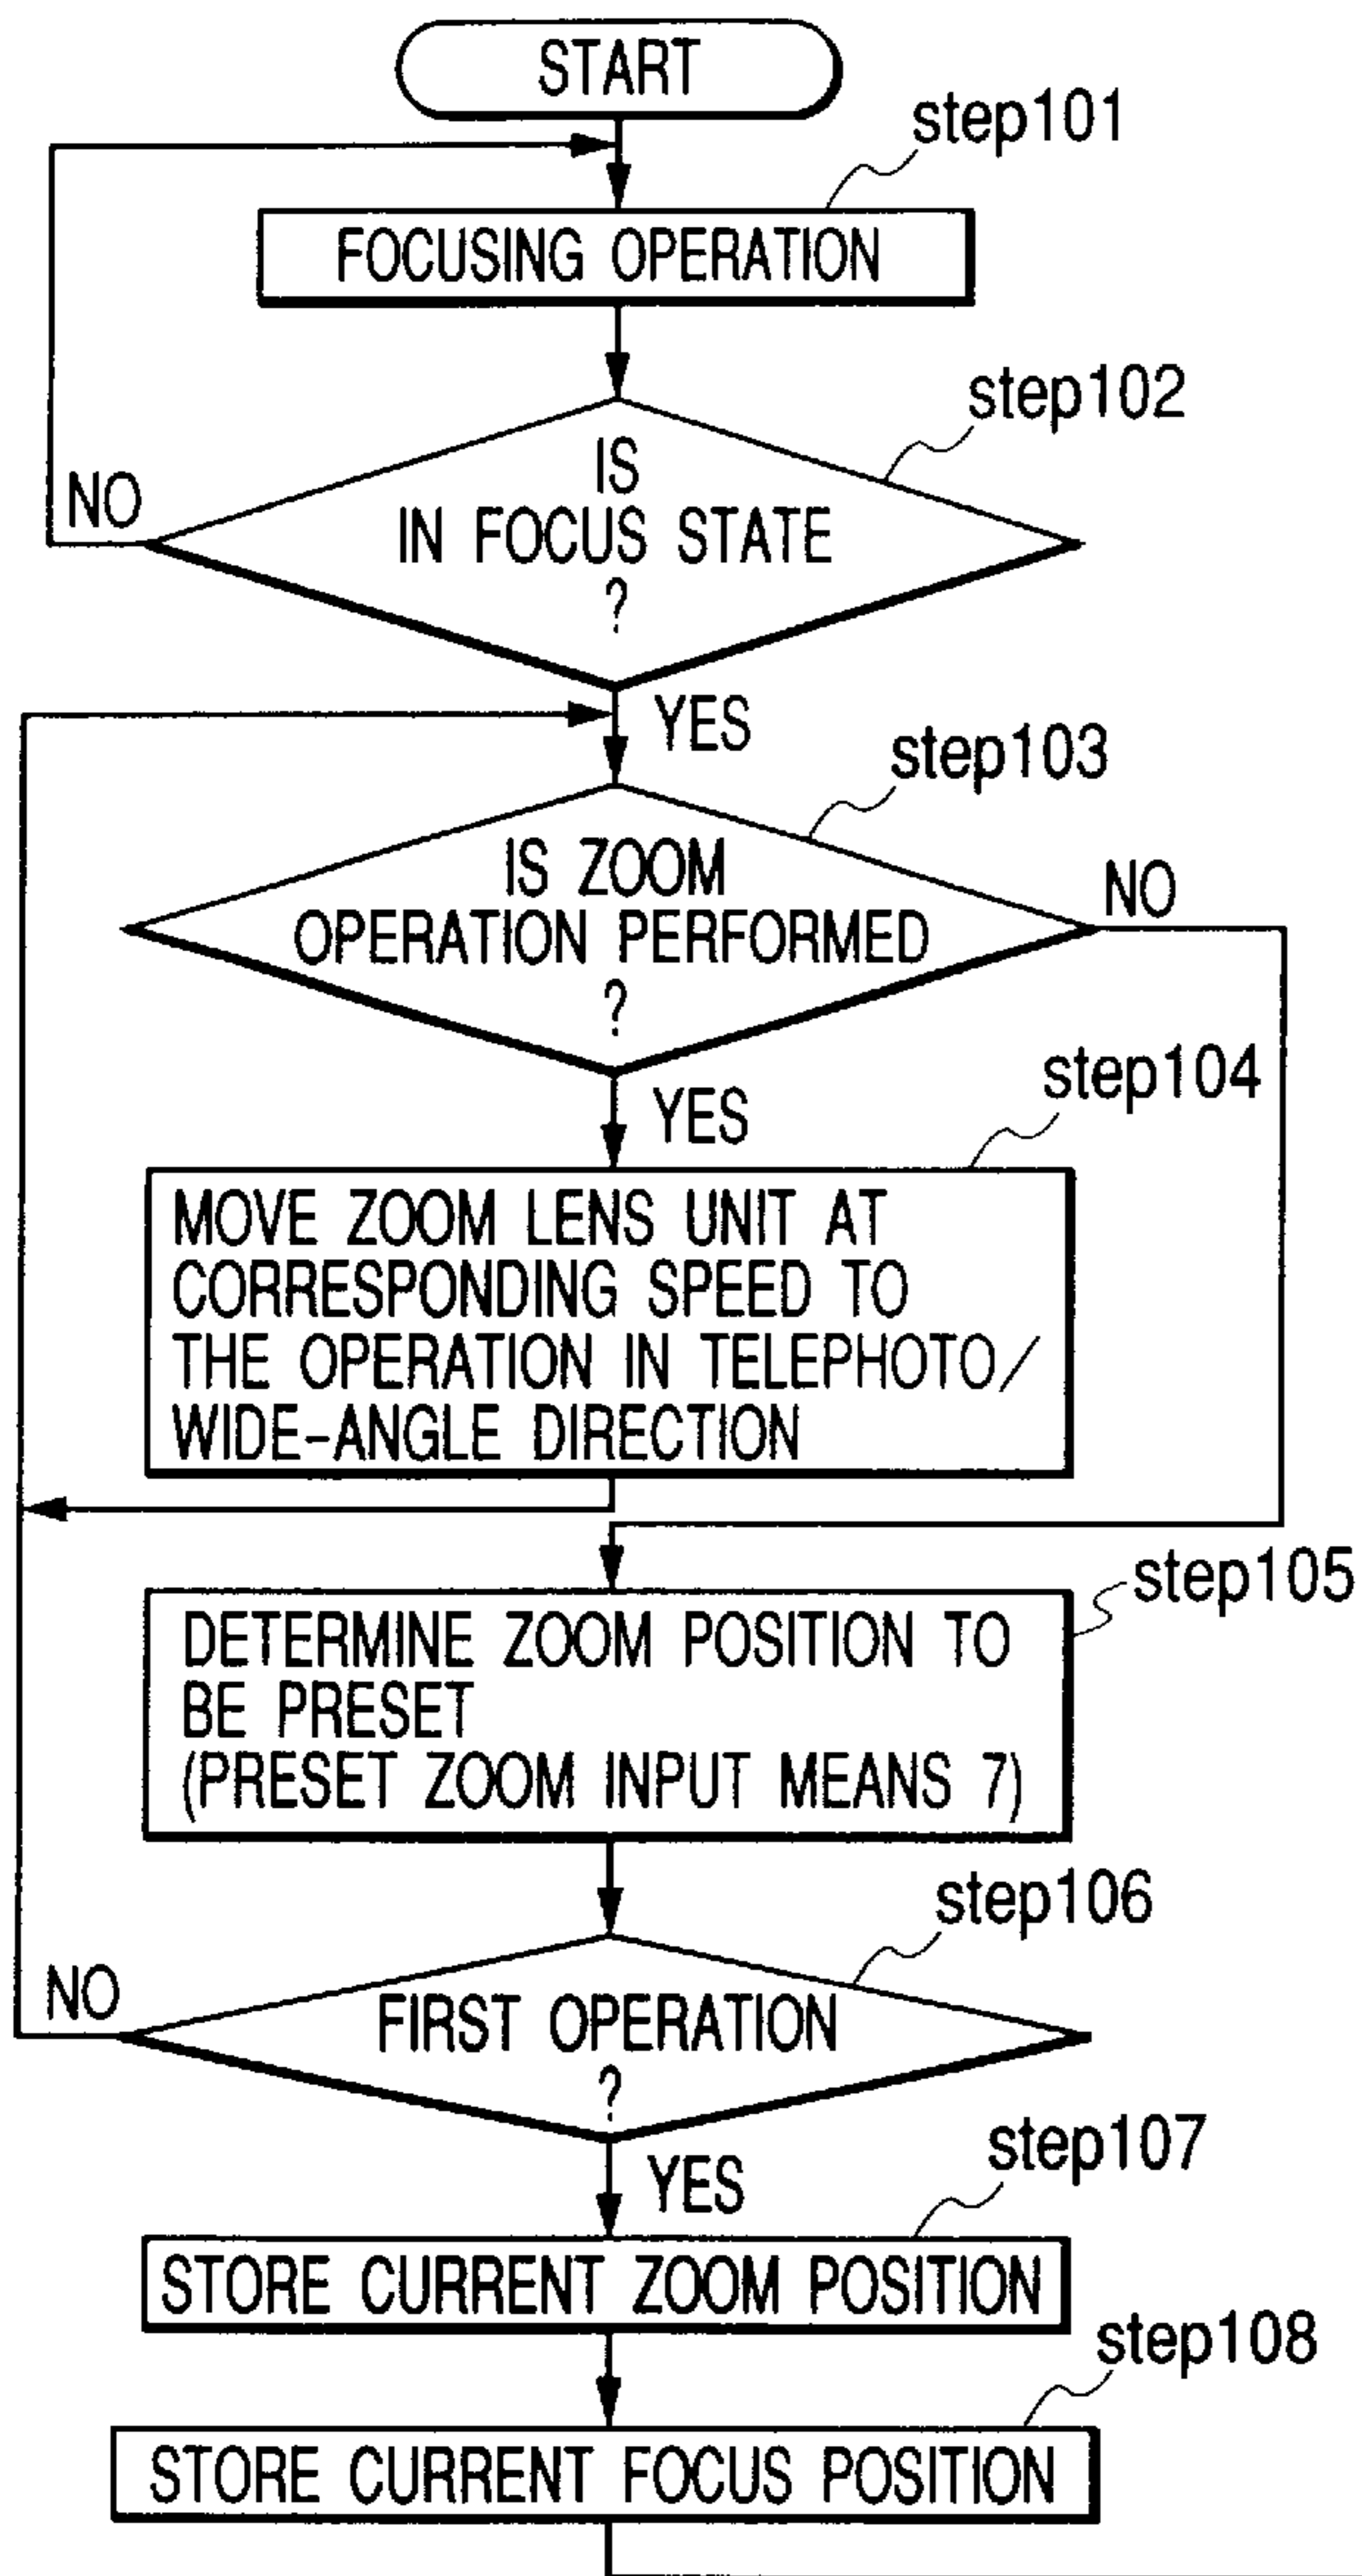 START
step101
FOCUSING OPERATION
step102
IS
IN FOCUS STATE
?
NO
YES
step103
IS ZOOM
OPERATION PERFORMED
?
NO
YES
step104
MOVE ZOOM LENS UNIT AT
CORRESPONDING SPEED TO
THE OPERATION IN TELEPHOTO/
WIDE-ANGLE DIRECTION
step105
DETERMINE ZOOM POSITION TO
BE PRESET
(PRESET ZOOM INPUT MEANS 7)
step106
NO
FIRST OPERATION
?
YES
step107
STORE CURRENT ZOOM POSITION
step108
STORE CURRENT FOCUS POSITION